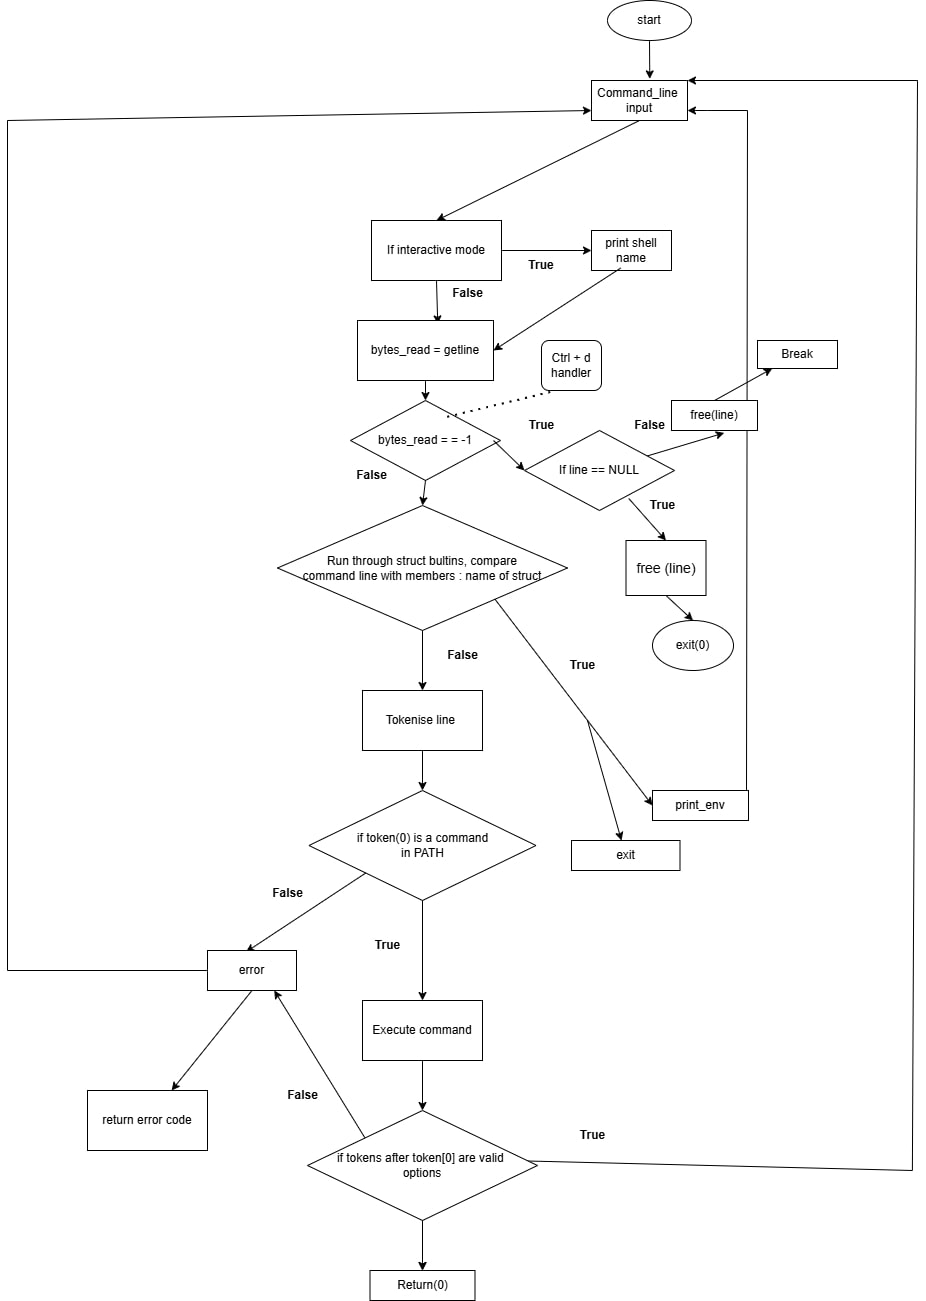 start
Command_line
input
If interactive mode
True
print shell
name
False
bytes_read = getline
Ctrl + d
handler
Break
bytes_read = = -1
True
False
free(line)
If line == NULL
False
True
Run through struct bultins, compare
command line with members : name of struct
free (line)
exit(0)
False
True
Tokenise line
print_env
if token(0) is a command
in PATH
exit
False
True
error
Execute command
return error code
False
True
if tokens after token[0] are valid
options
Return(0)